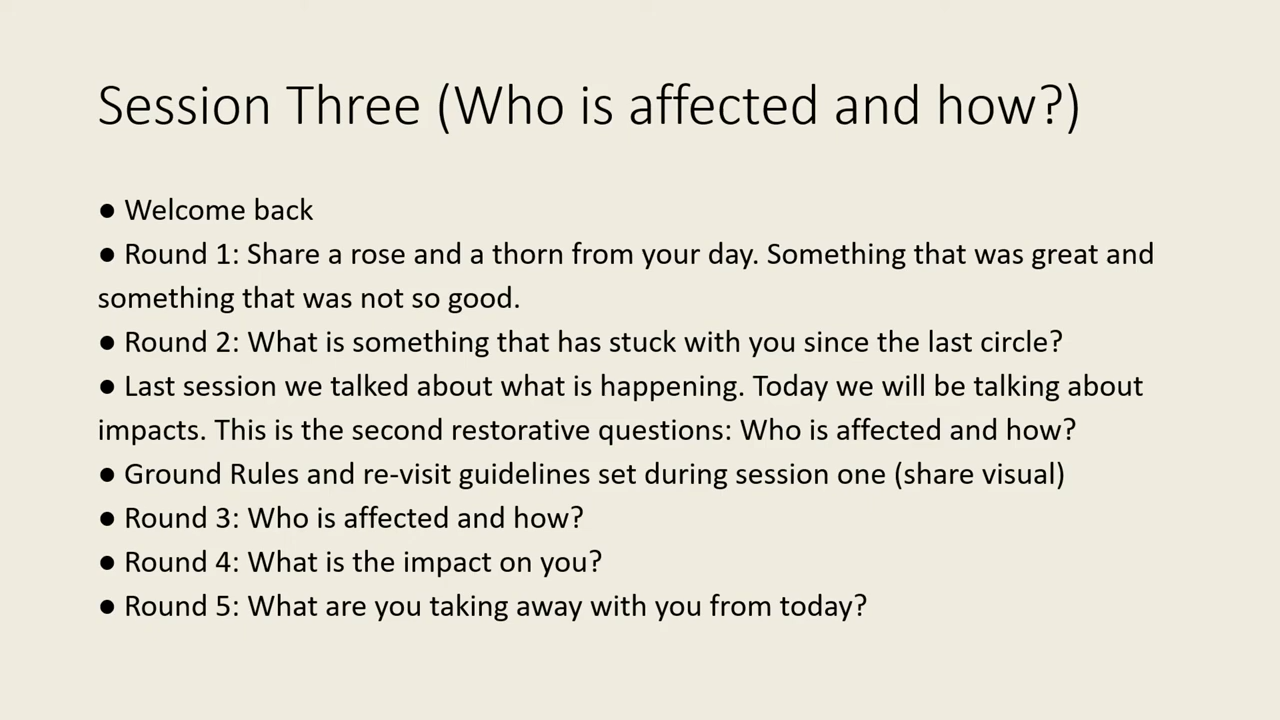 Session Three (Who is affected and how?)
● Welcome back
● Round 1: Share a rose and a thorn from your day. Something that was great and
something that was not so good.
● Round 2: What is something that has stuck with you since the last circle?
● Last session we talked about what is happening. Today we will be talking about
impacts. This is the second restorative questions: Who is affected and how?
● Ground Rules and re-visit guidelines set during session one (share visual)
● Round 3: Who is affected and how?
● Round 4: What is the impact on you?
● Round 5: What are you taking away with you from today?